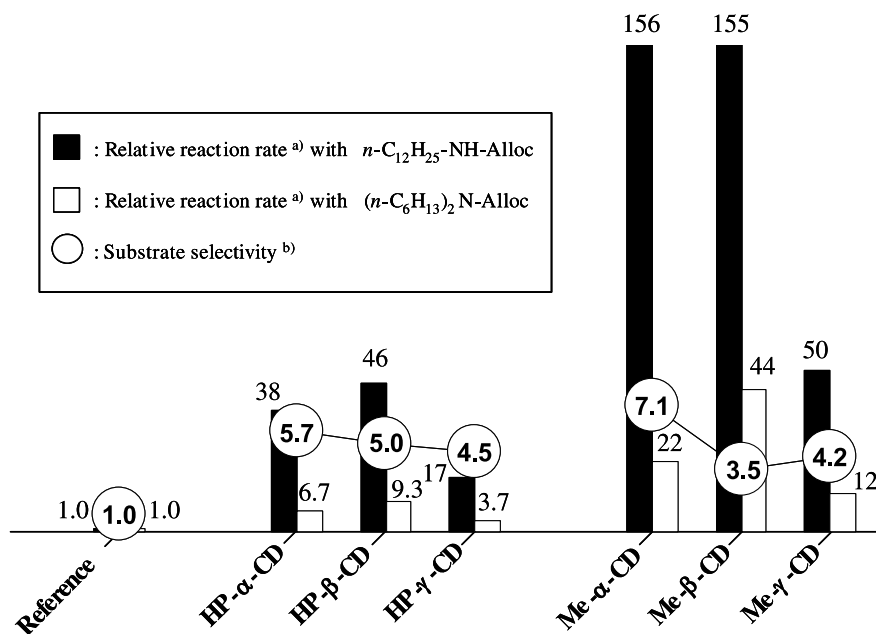 156 155
: Relative reaction rate a) with n-C12H25-NH-Alloc
: Relative reaction rate a) with (n-C6H13)2 N-Alloc
: Substrate selectivity b)
38 46 44 50
5.7 5.0 4.5 7.1 22 3.5 4.2
1.0 1.0 1.0 6.7 9.3 17 3.7 12
Reference HP-α-CD HP-β-CD HP-γ-CD Me-α-CD Me-β-CD Me-γ-CD